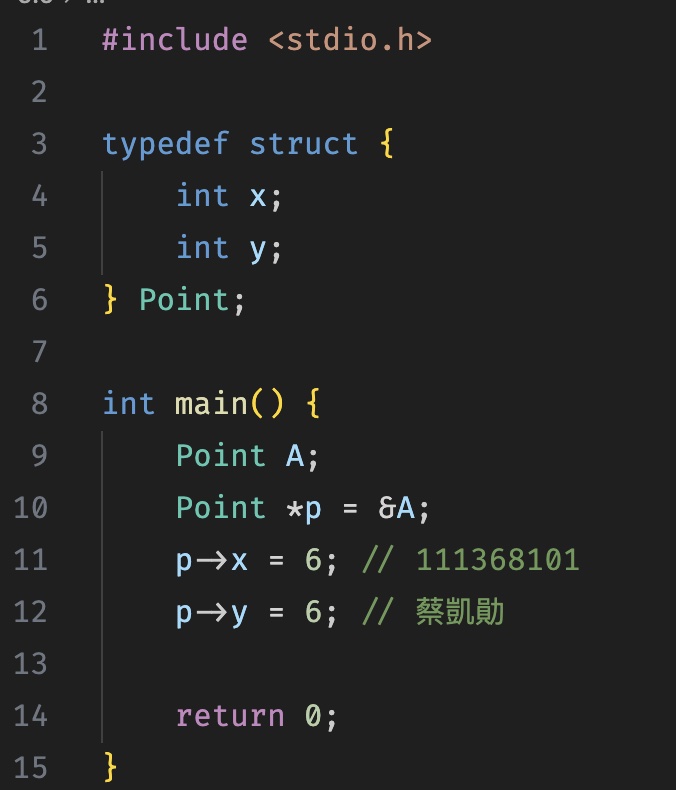 1 #include <stdio.h>
2
3 typedef struct {
4     int x;
5     int y;
6 } Point;
7
8 int main() {
9     Point A;
10     Point *p = &A;
11     p->x = 6; // 111368101
12     p->y = 6; // 蔡凱勛
13
14     return 0;
15 }